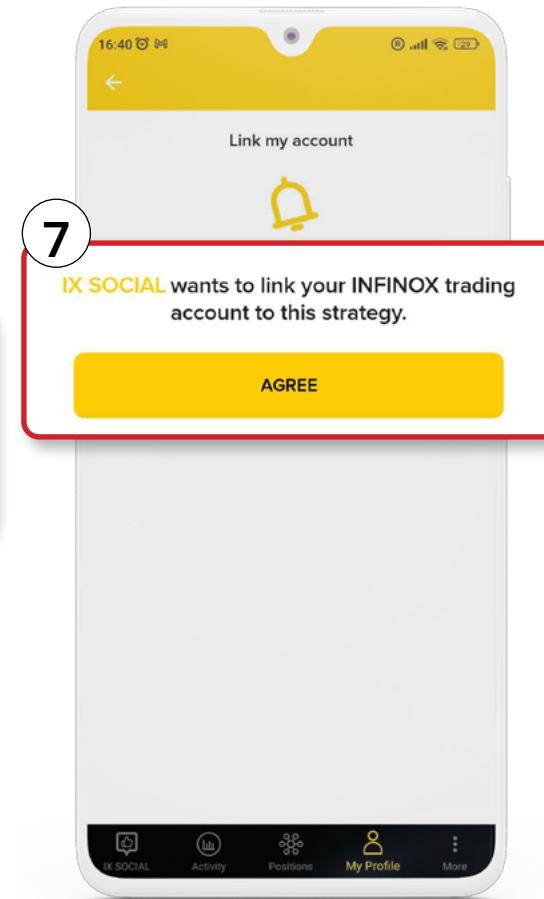 16:40
29
Link my account
7
IX SOCIAL wants to link your INFINOX trading
account to this strategy.
AGREE
IX SOCIAL Activity Positions My Profile More